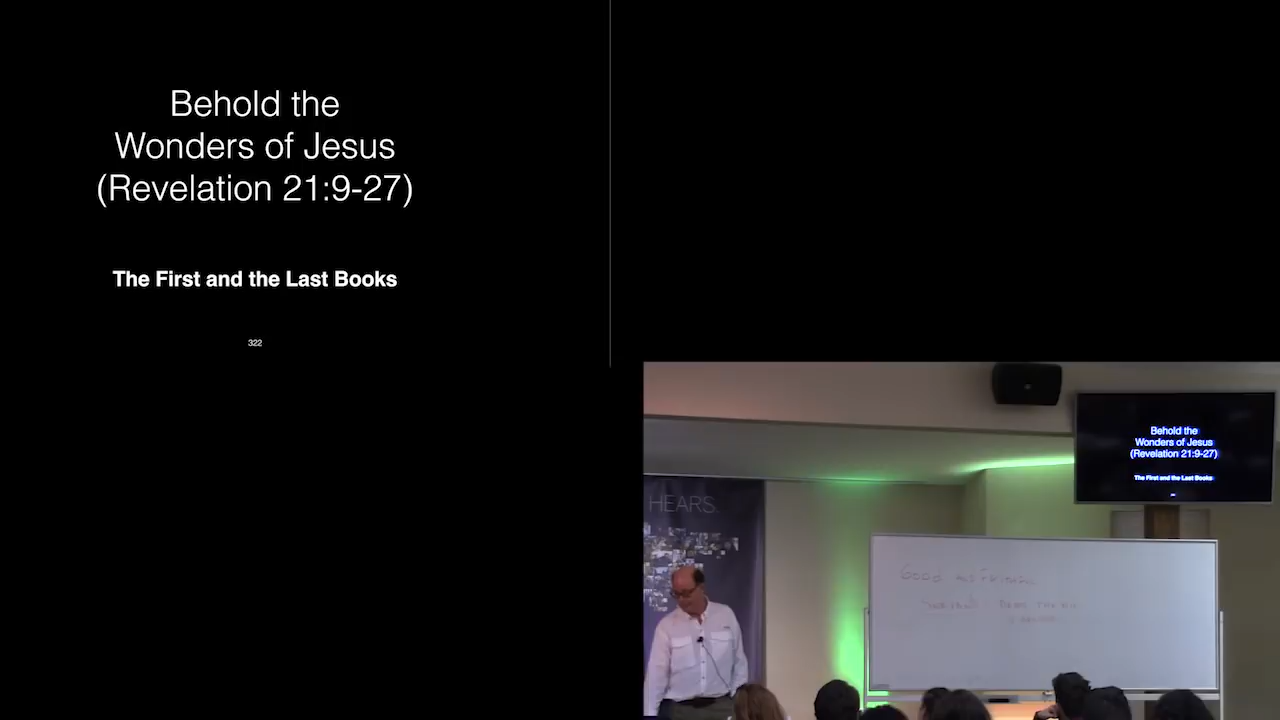 Behold the
Wonders of Jesus
(Revelation 21:9-27)
The First and the Last Books
322
HEARS.
Behold the
Wonders of Jesus
(Revelation 21:9-27)
The First and the Last Books
Good